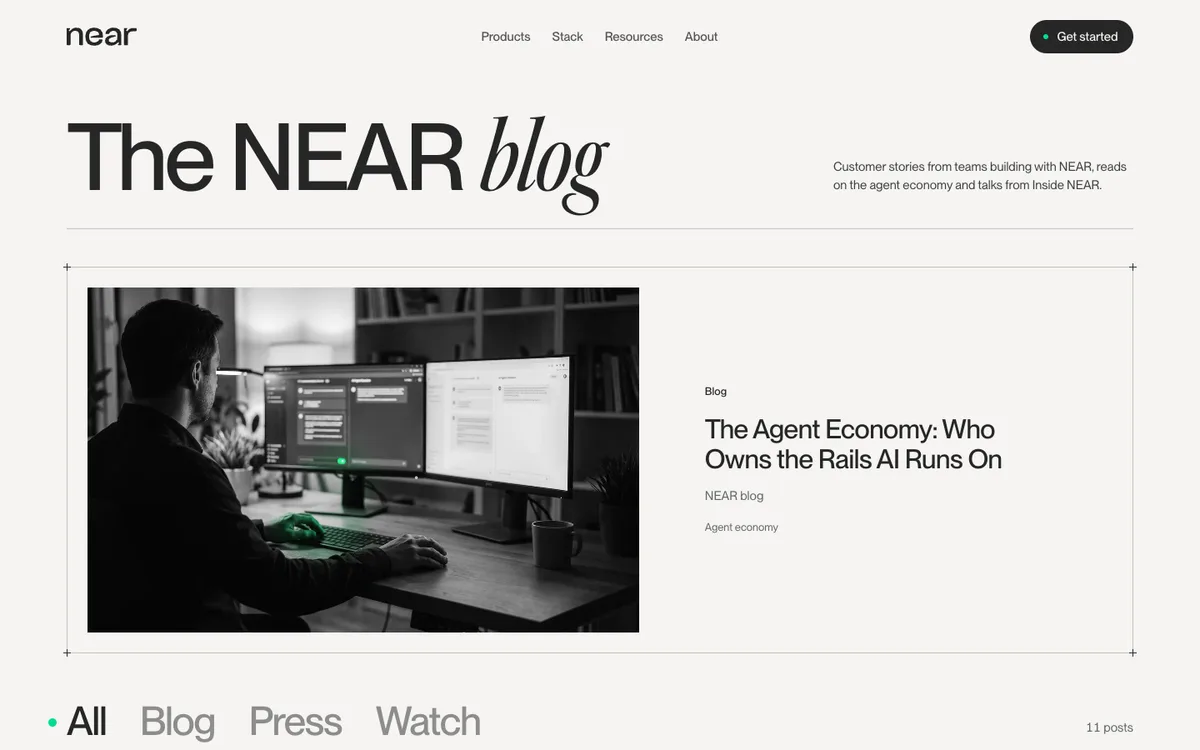 near
Products
Stack
Resources
About
Get started
The NEAR blog
Customer stories from teams building with NEAR, reads
on the agent economy and talks from Inside NEAR.
Blog
The Agent Economy: Who
Owns the Rails AI Runs On
NEAR blog
Agent economy
All
Blog
Press
Watch
11 posts